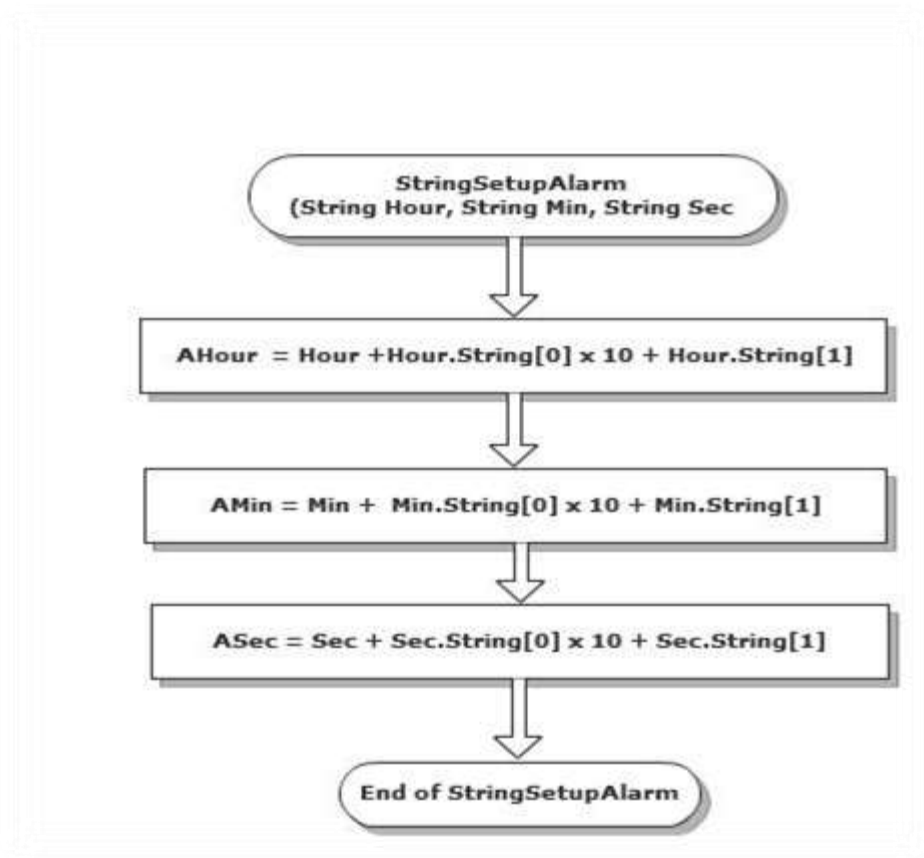 StringSetupAlarm
(String Hour, String Min, String Sec
AHour = Hour +Hour.String[0] x 10 + Hour.String[1]
AMin = Min + Min.String[0] x 10 + Min.String[1]
ASec = Sec + Sec.String[0] x 10 + Sec.String[1]
End of StringSetupAlarm